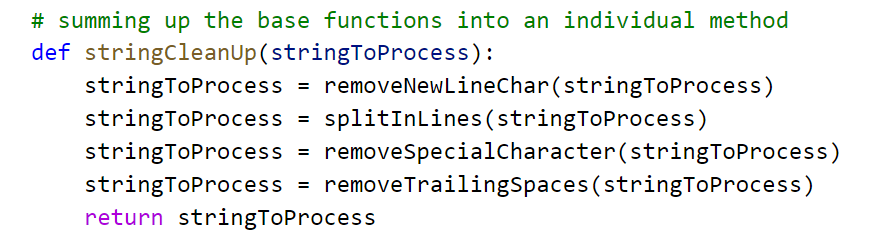 # summing up the base functions into an individual method
def stringCleanUp(stringToProcess):
    stringToProcess = removeNewLineChar(stringToProcess)
    stringToProcess = splitInLines(stringToProcess)
    stringToProcess = removeSpecialCharacter(stringToProcess)
    stringToProcess = removeTrailingSpaces(stringToProcess)
    return stringToProcess